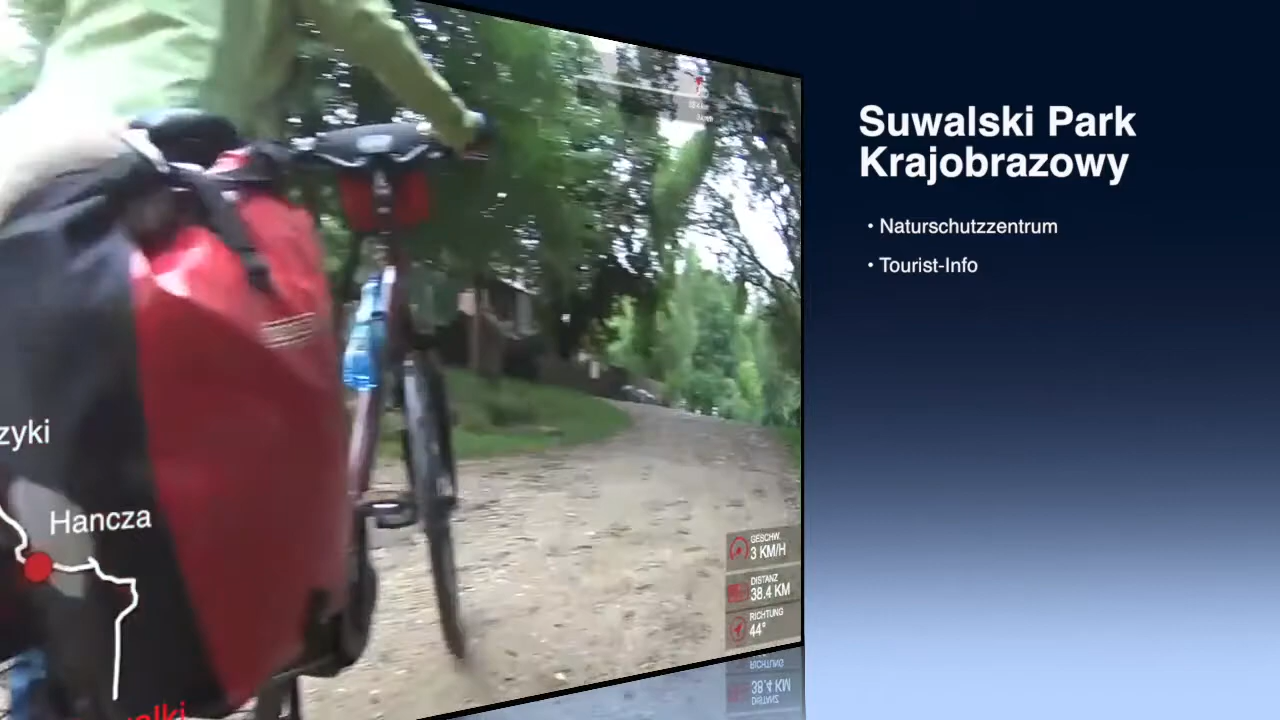 Suwalski Park
Krajobrazowy
• Naturschutzzentrum
• Tourist-Info
zyki
Hancza
GESCHW.
3 KM/H
DISTANZ
38.4 KM
RICHTUNG
44°